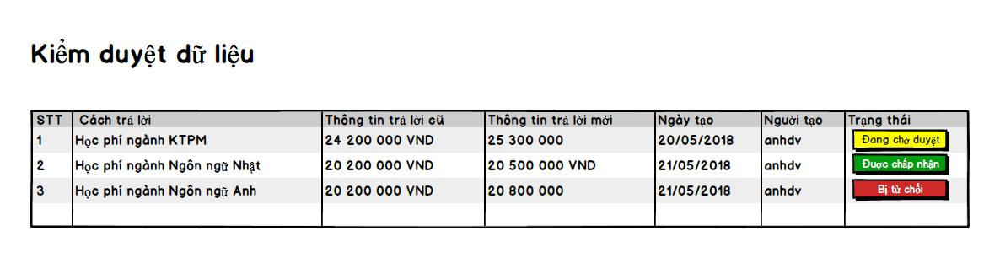 Kiểm duyệt dữ liệu
STT Cách trả lời Thông tin trả lời cũ Thông tin trả lời mới Ngày tạo Người tạo Trạng thái
1 Học phí ngành KTPM 24 200 000 VND 25 300 000 20/05/2018 anhdv Đang chờ duyệt
2 Học phí ngành Ngôn ngữ Nhật 20 200 000 VND 20 500 000 VND 21/05/2018 anhdv Được chấp nhận
3 Học phí ngành Ngôn ngữ Anh 20 200 000 VND 20 800 000 21/05/2018 anhdv Bị từ chối